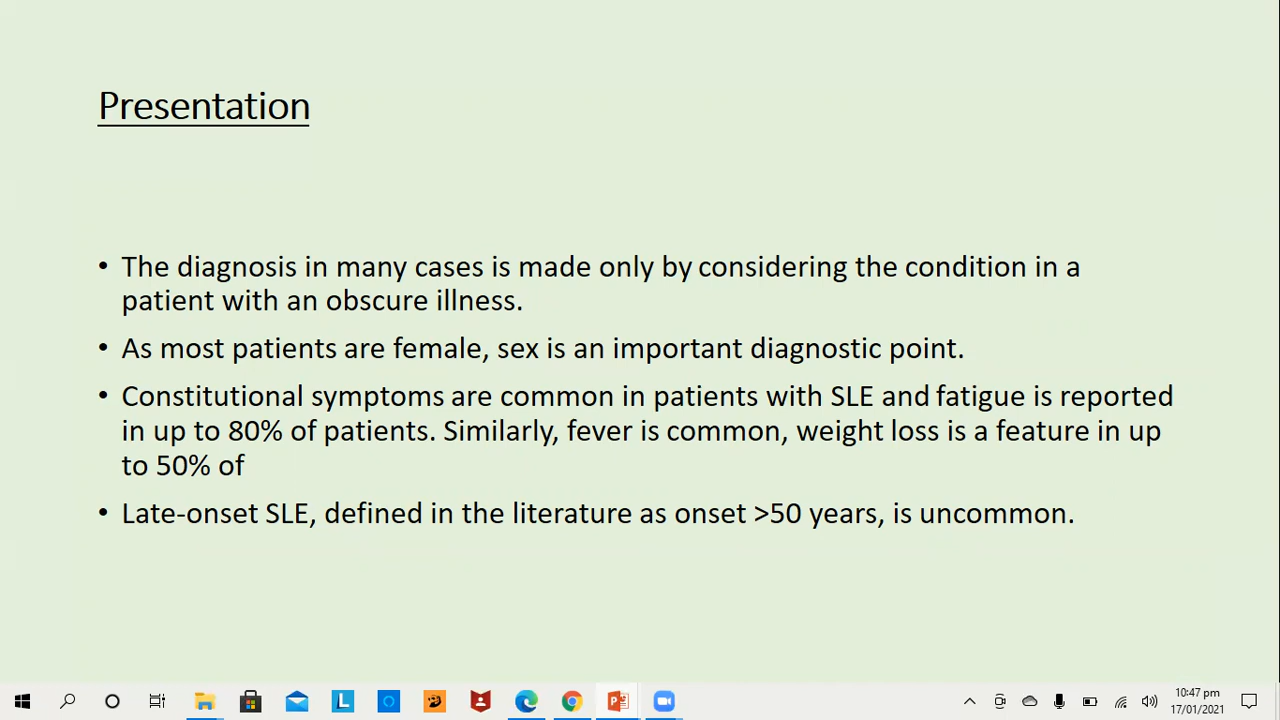 Presentation
• The diagnosis in many cases is made only by considering the condition in a
patient with an obscure illness.
• As most patients are female, sex is an important diagnostic point.
• Constitutional symptoms are common in patients with SLE and fatigue is reported
in up to 80% of patients. Similarly, fever is common, weight loss is a feature in up
to 50% of
• Late-onset SLE, defined in the literature as onset >50 years, is uncommon.
L
P
10:47 pm
17/01/2021